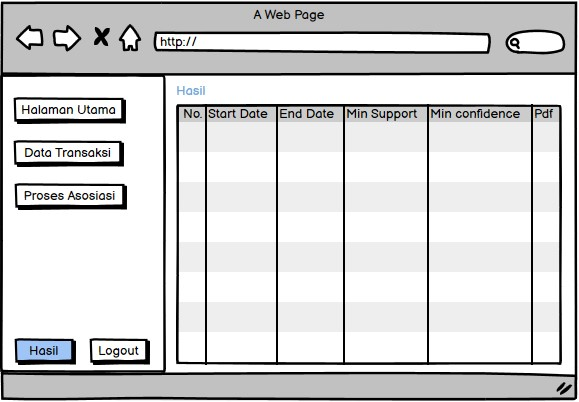 A Web Page
http://
Halaman Utama
Data Transaksi
Proses Asosiasi
Hasil
Logout
Hasil
No. Start Date End Date Min Support Min confidence Pdf